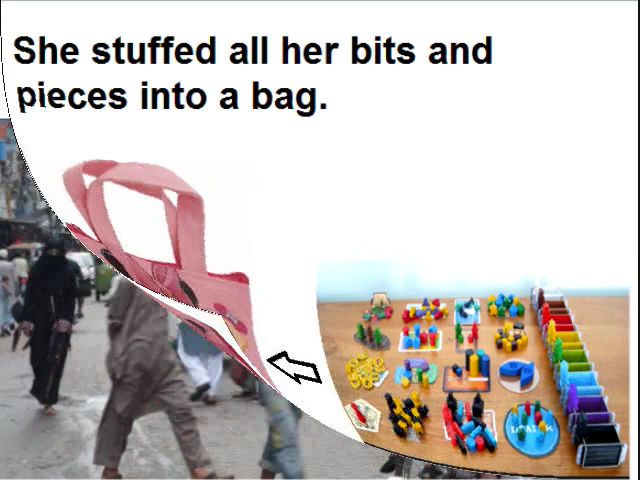 She stuffed all her bits and
pieces into a bag.